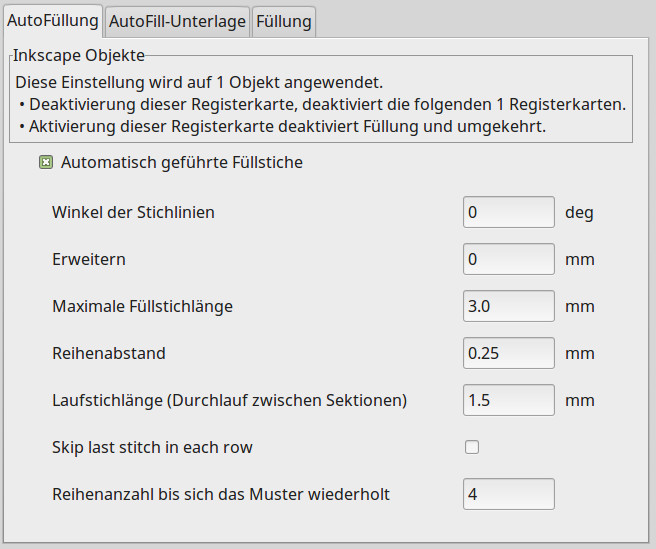 AutoFüllung AutoFill-Unterlage Füllung
Inkscape Objekte
Diese Einstellung wird auf 1 Objekt angewendet.
• Deaktivierung dieser Registerkarte, deaktiviert die folgenden 1 Registerkarten.
• Aktivierung dieser Registerkarte deaktiviert Füllung und umgekehrt.
Automatisch geführte Füllstiche
Winkel der Stichlinien 0 deg
Erweitern 0 mm
Maximale Füllstichlänge 3.0 mm
Reihenabstand 0.25 mm
Laufstichlänge (Durchlauf zwischen Sektionen) 1.5 mm
Skip last stitch in each row
Reihenanzahl bis sich das Muster wiederholt 4